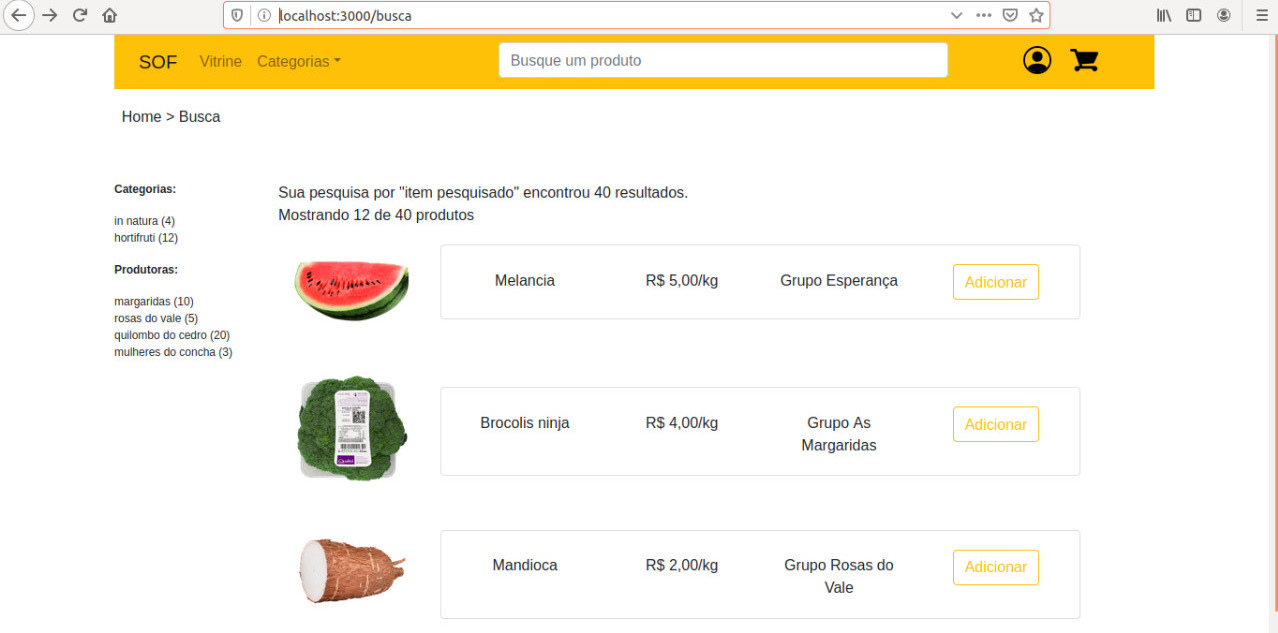 localhost:3000/busca
SOF Vitrine Categorias Busque um produto
Home > Busca
Categorias:
in natura (4)
hortifruti (12)
Produtoras:
margaridas (10)
rosas do vale (5)
quilombo do cedro (20)
mulheres do concha (3)
Sua pesquisa por "item pesquisado" encontrou 40 resultados.
Mostrando 12 de 40 produtos
Melancia R$ 5,00/kg Grupo Esperança Adicionar
Brocolis ninja R$ 4,00/kg Grupo As Adicionar
Margaridas
Mandioca R$ 2,00/kg Grupo Rosas do Adicionar
Vale